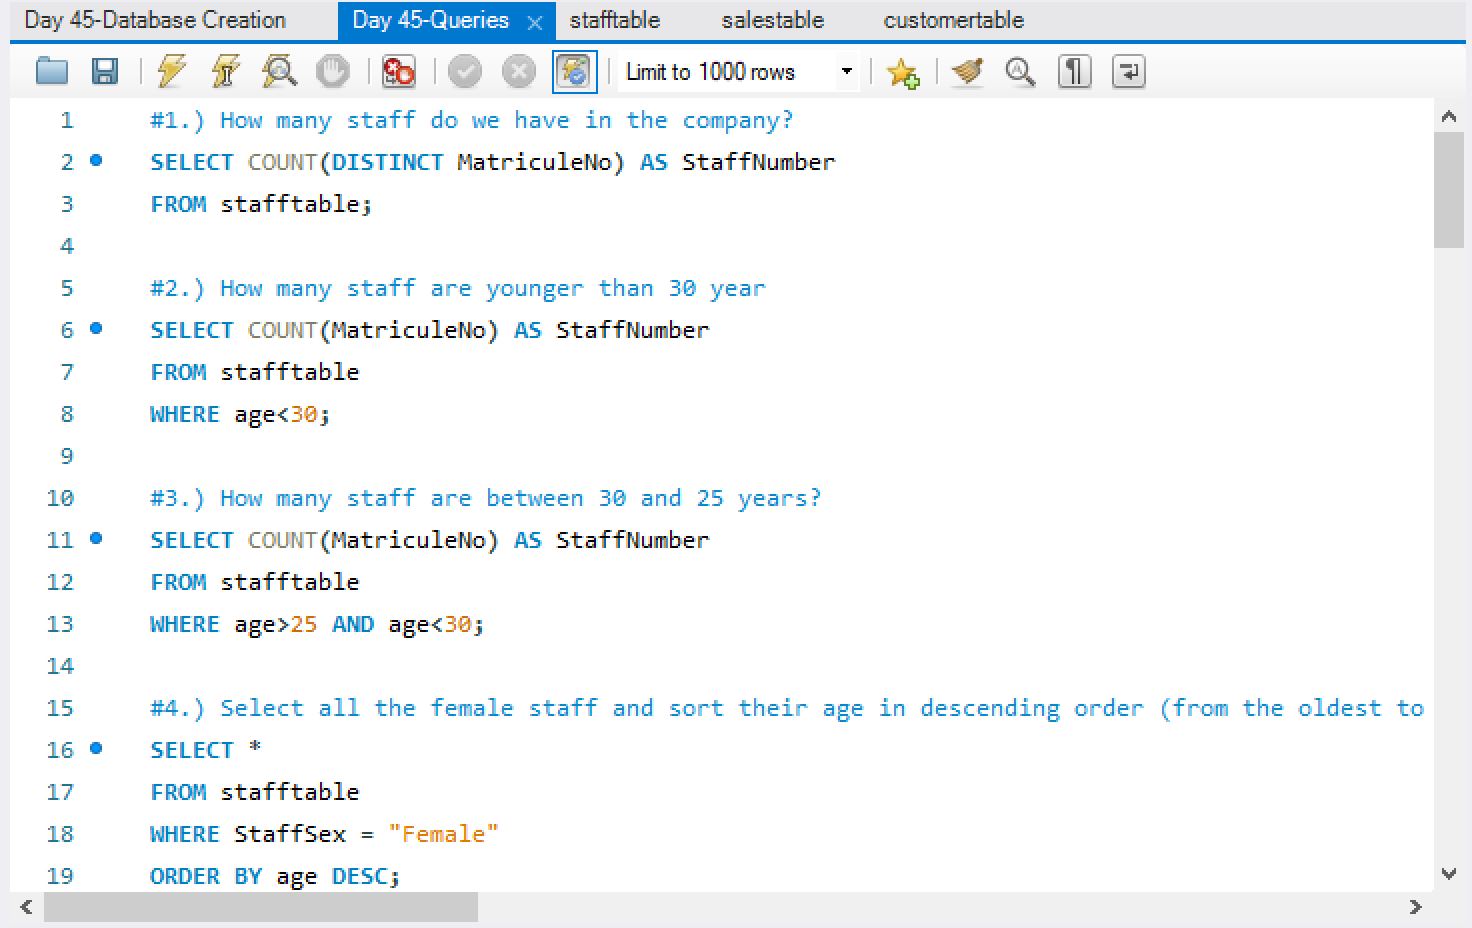 Day 45-Database Creation Day 45-Queries stafftable salestable customertable
Limit to 1000 rows
1 #1.) How many staff do we have in the company?
2 SELECT COUNT(DISTINCT MatriculeNo) AS StaffNumber
3 FROM stafftable;
4
5 #2.) How many staff are younger than 30 year
6 SELECT COUNT(MatriculeNo) AS StaffNumber
7 FROM stafftable
8 WHERE age<30;
9
10 #3.) How many staff are between 30 and 25 years?
11 SELECT COUNT(MatriculeNo) AS StaffNumber
12 FROM stafftable
13 WHERE age>25 AND age<30;
14
15 #4.) Select all the female staff and sort their age in descending order (from the oldest to
16 SELECT *
17 FROM stafftable
18 WHERE StaffSex = "Female"
19 ORDER BY age DESC;